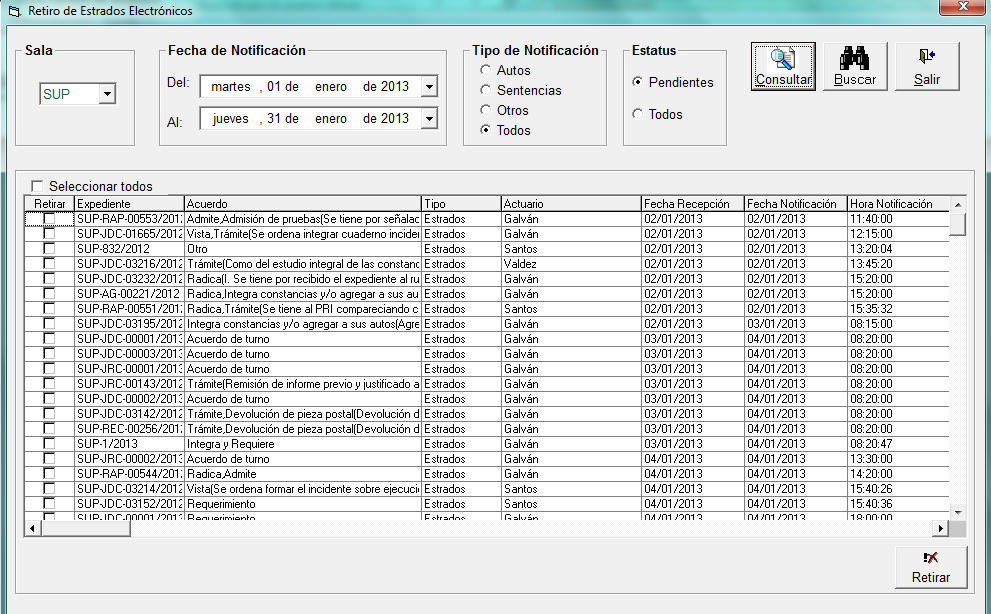 Retiro de Estrados Electrónicos
Sala
SUP
Fecha de Notificación
Del: martes , 01 de enero de 2013
Al: jueves , 31 de enero de 2013
Tipo de Notificación
Autos
Sentencias
Otros
Todos
Estatus
Pendientes
Todos
Consultar
Buscar
Salir
Seleccionar todos
Retirar Expediente Acuerdo Tipo Actuario Fecha Recepción Fecha Notificación Hora Notificación
SUP-RAP-00553/201 Admite,Admisión de pruebas(Se tiene por señalac Estrados Galván 02/01/2013 02/01/2013 11:40:00
SUP-JDC-01665/2012 Vista,Trámite(Se ordena integrar cuaderno incider Estrados Galván 02/01/2013 02/01/2013 12:15:00
SUP-832/2012 Otro Estrados Santos 02/01/2013 02/01/2013 13:20:04
SUP-JDC-03216/2012 Trámite(Como del estudio integral de las constanc Estrados Valdez 02/01/2013 02/01/2013 13:45:20
SUP-JDC-03232/2012 Radica(I. Se tiene por recibido el expediente al ru Estrados Galván 02/01/2013 02/01/2013 15:20:00
SUP-AG-00221/2012 Radica,Integra constancias y/o agregar a sus au Estrados Galván 02/01/2013 02/01/2013 15:20:00
SUP-RAP-00551/201 Radica,Trámite(Se tiene al PRI compareciando c Estrados Santos 02/01/2013 02/01/2013 15:35:32
SUP-JDC-03195/2012 Integra constancias y/o agregar a sus autos(Agre Estrados Galván 02/01/2013 03/01/2013 08:15:00
SUP-JDC-00001/2013 Acuerdo de turno Estrados Galván 03/01/2013 04/01/2013 08:20:00
SUP-JDC-00003/2013 Acuerdo de turno Estrados Galván 03/01/2013 04/01/2013 08:20:00
SUP-JRC-00001/2013 Acuerdo de turno Estrados Galván 03/01/2013 04/01/2013 08:20:00
SUP-JRC-00143/2012 Trámite(Remisión de informe previo y justificado a Estrados Galván 03/01/2013 04/01/2013 08:20:00
SUP-JDC-00002/2013 Acuerdo de turno Estrados Galván 03/01/2013 04/01/2013 08:20:00
SUP-JDC-03142/2012 Trámite,Devolución de pieza postal(Devolución d Estrados Galván 03/01/2013 04/01/2013 08:20:00
SUP-REC-00256/201 Trámite,Devolución de pieza postal(Devolución d Estrados Galván 03/01/2013 04/01/2013 08:20:00
SUP-1/2013 Integra y Requiere Estrados Galván 03/01/2013 04/01/2013 08:20:47
SUP-JRC-00002/2013 Acuerdo de turno Estrados Galván 03/01/2013 04/01/2013 13:30:00
SUP-RAP-00544/201 Radica,Admite Estrados Galván 04/01/2013 04/01/2013 14:20:00
SUP-JDC-03214/2012 Vista(Se ordena formar el incidente sobre ejecuci Estrados Santos 04/01/2013 04/01/2013 15:40:26
SUP-JDC-03152/2012 Requerimiento Estrados Santos 04/01/2013 04/01/2013 15:40:36
SUP-JDC-00001/2013 Requerimiento Estrados Galván 04/01/2013 04/01/2013 18:00:00
Retirar